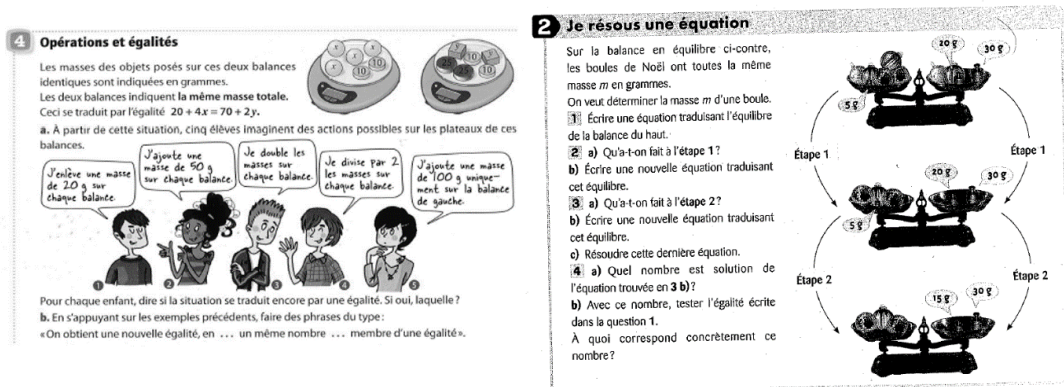 4 Opérations et égalités
Les masses des objets posés sur ces deux balances
identiques sont indiquées en grammes.
Les deux balances indiquent la même masse totale.
Ceci se traduit par l'égalité 20 + 4x = 70 + 2y.
a. À partir de cette situation, cinq élèves imaginent des actions possibles sur les plateaux de ces
balances.
x
x
x
x
10
10
y
y
10
25
25
10
J'enlève une masse
de 20 g sur
chaque balance
J'ajoute une
masse de 50 g
sur chaque balance
Je double les
masses sur
chaque balance
Je divise par 2
les masses sur
chaque balance
J'ajoute une masse
de 100 g unique-
ment sur la balance
de gauche.
1
2
3
4
5
Pour chaque enfant, dire si la situation se traduit encore par une égalité. Si oui, laquelle ?
b. En s'appuyant sur les exemples précédents, faire des phrases du type :
«On obtient une nouvelle égalité, en ... un même nombre ... membre d'une égalité ».
2 Je résous une équation
Sur la balance en équilibre ci-contre,
les boules de Noël ont toutes la même
masse m en grammes.
On veut déterminer la masse m d'une boule.
1 Écrire une équation traduisant l'équilibre
de la balance du haut.
2 a) Qu'a-t-on fait à l'étape 1 ?
b) Écrire une nouvelle équation traduisant
cet équilibre.
3 a) Qu'a-t-on fait à l'étape 2 ?
b) Écrire une nouvelle équation traduisant
cet équilibre.
c) Résoudre cette dernière équation.
4 a) Quel nombre est solution de
l'équation trouvée en 3 b) ?
b) Avec ce nombre, tester l'égalité écrite
dans la question 1.
À quoi correspond concrètement ce
nombre ?
20 g
30 g
5 g
Étape 1
Étape 1
20 g
30 g
5 g
Étape 2
Étape 2
15 g
30 g